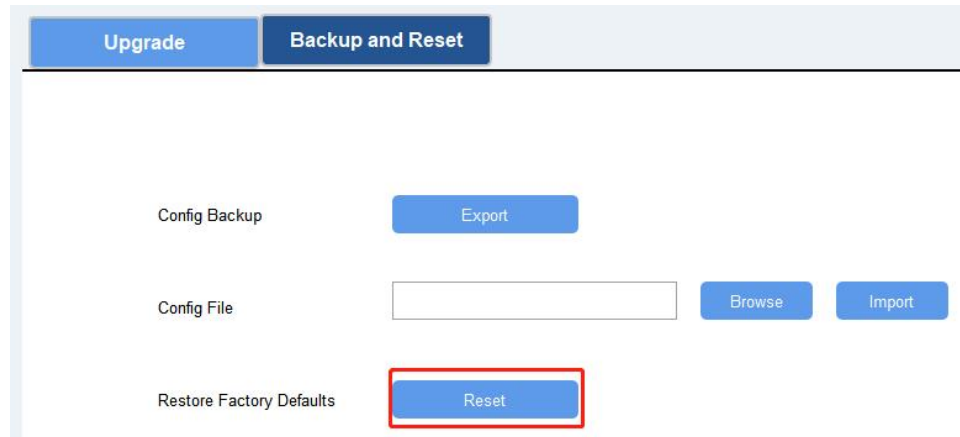 Upgrade Backup and Reset
Config Backup Export
Config File Browse Import
Restore Factory Defaults Reset